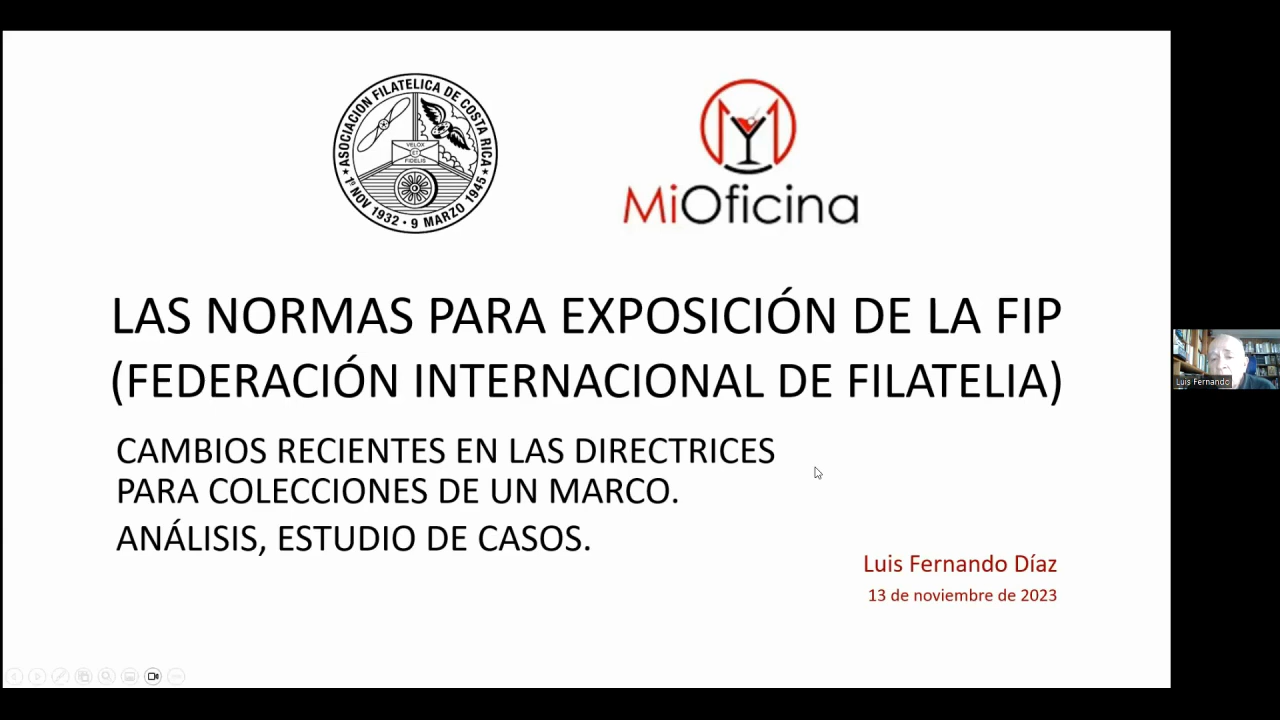 ASOCIACION FILATELICA DE COSTA RICA
VELOX
ET
FIDELIS
★ 1º NOV 1932 • 9 MARZO 1945 ★
MiOficina
LAS NORMAS PARA EXPOSICIÓN DE LA FIP
(FEDERACIÓN INTERNACIONAL DE FILATELIA)
CAMBIOS RECIENTES EN LAS DIRECTRICES
PARA COLECCIONES DE UN MARCO.
ANÁLISIS, ESTUDIO DE CASOS.
Luis Fernando Díaz
13 de noviembre de 2023
Luis Fernando